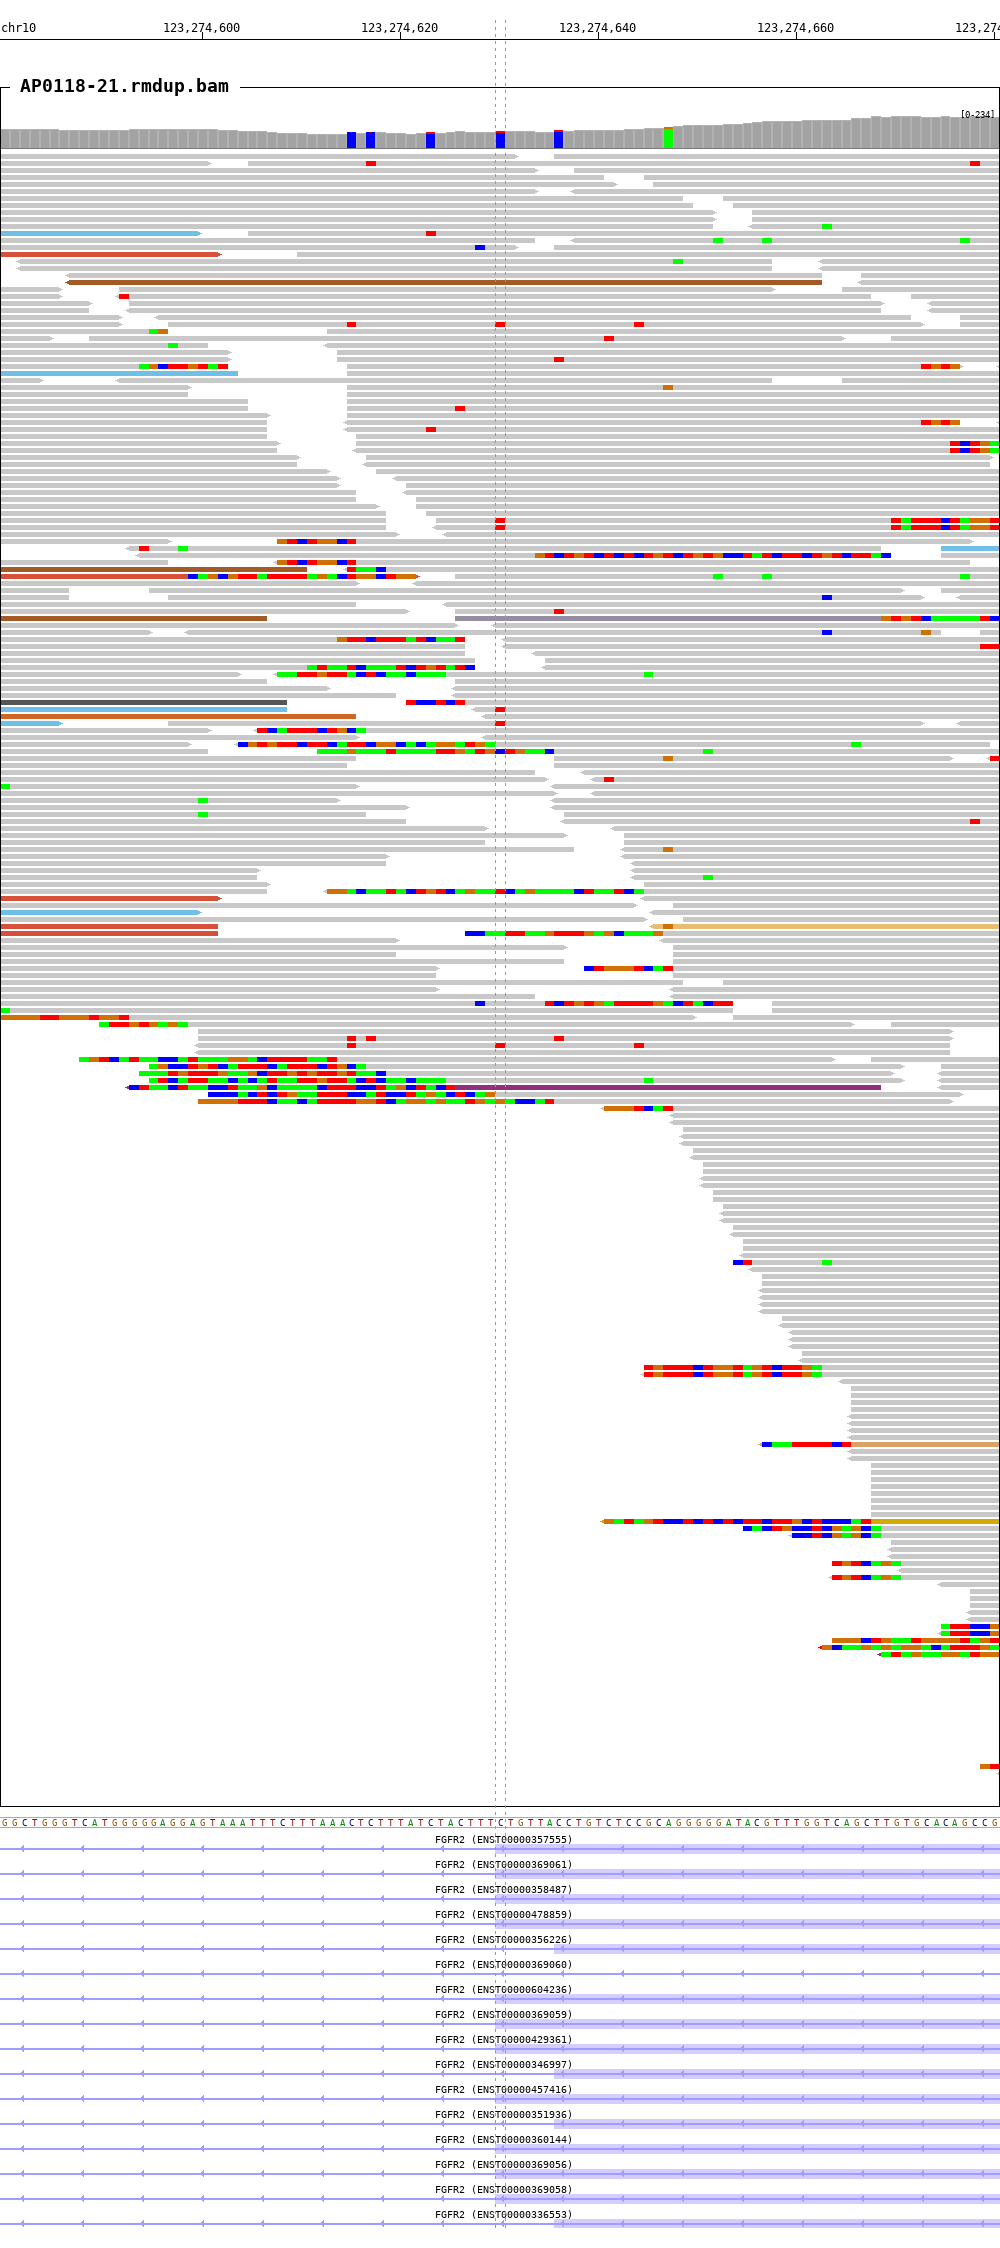 chr10 123,274,600 123,274,620 123,274,640 123,274,660 123,274
AP0118-21.rmdup.bam
[0-234]
GGCTGGGTCATGGGGGAGGAGTAAATTTCTTTAAACTCTTTATCTACTTTCTGTTACCTGTCTCCGCAGGGGGATACGTTTGGTCAGCTTGTGCACAGCCG
FGFR2 (ENST00000357555)
FGFR2 (ENST00000369061)
FGFR2 (ENST00000358487)
FGFR2 (ENST00000478859)
FGFR2 (ENST00000356226)
FGFR2 (ENST00000369060)
FGFR2 (ENST00000604236)
FGFR2 (ENST00000369059)
FGFR2 (ENST00000429361)
FGFR2 (ENST00000346997)
FGFR2 (ENST00000457416)
FGFR2 (ENST00000351936)
FGFR2 (ENST00000360144)
FGFR2 (ENST00000369056)
FGFR2 (ENST00000369058)
FGFR2 (ENST00000336553)